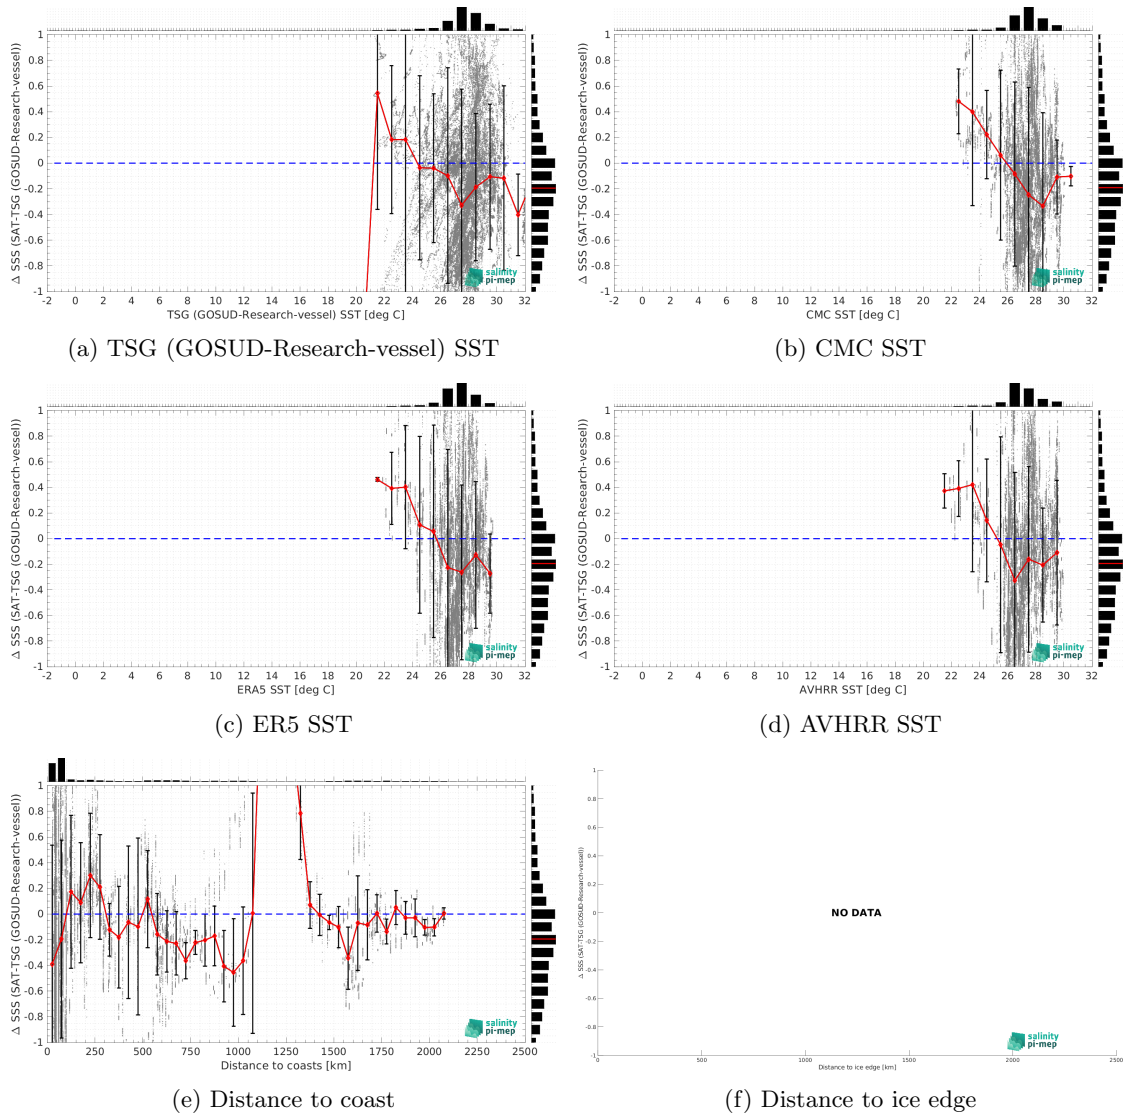 Δ SSS (SAT-TSG (GOSUD-Research-vessel))
1
0.8
0.6
0.4
0.2
0
-0.2
-0.4
-0.6
-0.8
-1
-2 0 2 4 6 8 10 12 14 16 18 20 22 24 26 28 30 32
TSG (GOSUD-Research-vessel) SST [deg C]
salinity
pi-mep
(a) TSG (GOSUD-Research-vessel) SST
Δ SSS (SAT-TSG (GOSUD-Research-vessel))
1
0.8
0.6
0.4
0.2
0
-0.2
-0.4
-0.6
-0.8
-1
-2 0 2 4 6 8 10 12 14 16 18 20 22 24 26 28 30 32
CMC SST [deg C]
salinity
pi-mep
(b) CMC SST
Δ SSS (SAT-TSG (GOSUD-Research-vessel))
1
0.8
0.6
0.4
0.2
0
-0.2
-0.4
-0.6
-0.8
-1
-2 0 2 4 6 8 10 12 14 16 18 20 22 24 26 28 30 32
ERA5 SST [deg C]
salinity
pi-mep
(c) ER5 SST
Δ SSS (SAT-TSG (GOSUD-Research-vessel))
1
0.8
0.6
0.4
0.2
0
-0.2
-0.4
-0.6
-0.8
-1
-2 0 2 4 6 8 10 12 14 16 18 20 22 24 26 28 30 32
AVHRR SST [deg C]
salinity
pi-mep
(d) AVHRR SST
Δ SSS (SAT-TSG (GOSUD-Research-vessel))
1
0.8
0.6
0.4
0.2
0
-0.2
-0.4
-0.6
-0.8
-1
0 250 500 750 1000 1250 1500 1750 2000 2250 2500
Distance to coasts [km]
salinity
pi-mep
(e) Distance to coast
Δ SSS (SAT-TSG (GOSUD-Research-vessel))
1
0.8
0.6
0.4
0.2
0
-0.2
-0.4
-0.6
-0.8
-1
NO DATA
0 500 1000 1500 2000 2500
Distance to ice edge [km]
salinity
pi-mep
(f) Distance to ice edge